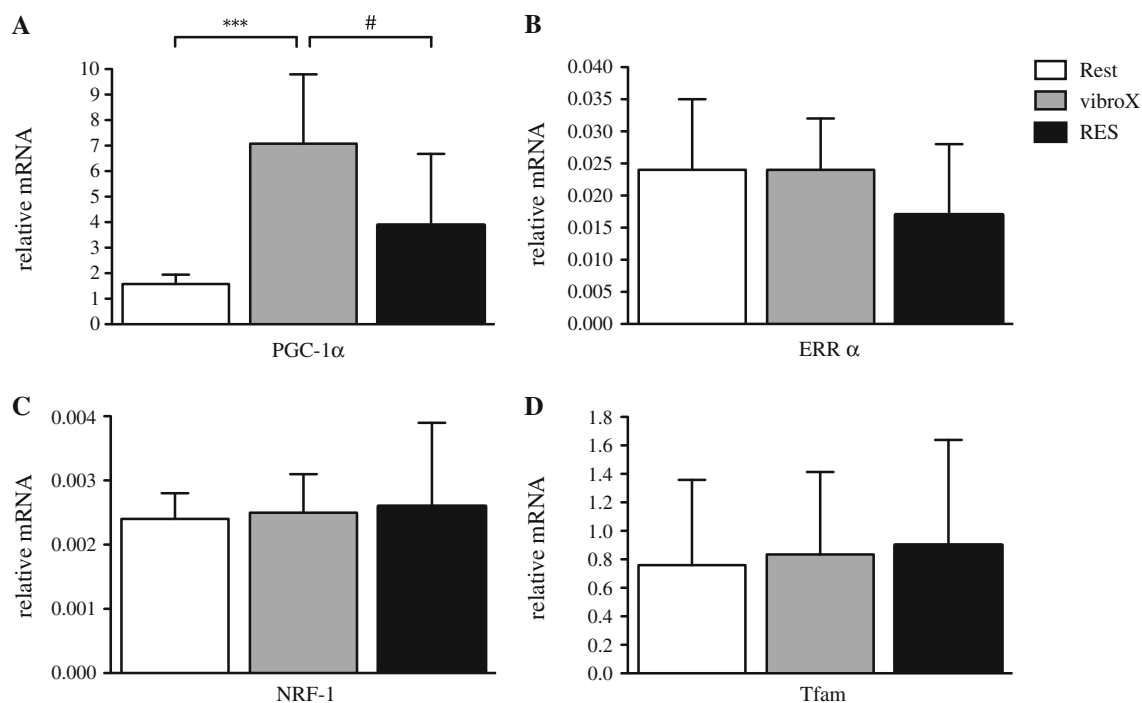 A
***
#
10
9
8
7
6
5
4
3
2
1
0
relative mRNA
PGC-1α
B
0.040
0.035
0.030
0.025
0.020
0.015
0.010
0.005
0.000
relative mRNA
ERR α
Rest
vibroX
RES
C
0.004
0.003
0.002
0.001
0.000
relative mRNA
NRF-1
D
1.8
1.6
1.4
1.2
1.0
0.8
0.6
0.4
0.2
0.0
relative mRNA
Tfam